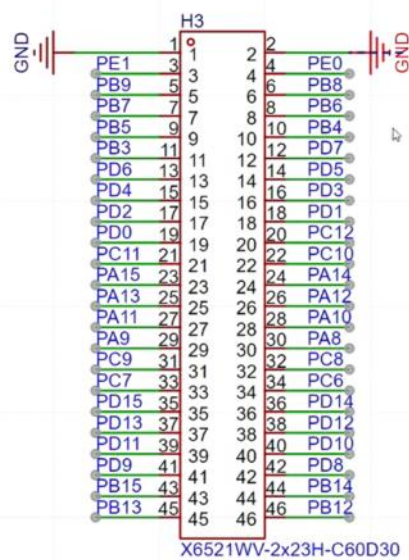 H3
GND 1 1 2 2 GND
PE1 3 3 4 4 PE0
PB9 5 5 6 6 PB8
PB7 7 7 8 8 PB6
PB5 9 9 10 10 PB4
PB3 11 11 12 12 PD7
PD6 13 13 14 14 PD5
PD4 15 15 16 16 PD3
PD2 17 17 18 18 PD1
PD0 19 19 20 20 PC12
PC11 21 21 22 22 PC10
PA15 23 23 24 24 PA14
PA13 25 25 26 26 PA12
PA11 27 27 28 28 PA10
PA9 29 29 30 30 PA8
PC9 31 31 32 32 PC8
PC7 33 33 34 34 PC6
PD15 35 35 36 36 PD14
PD13 37 37 38 38 PD12
PD11 39 39 40 40 PD10
PD9 41 41 42 42 PD8
PB15 43 43 44 44 PB14
PB13 45 45 46 46 PB12
X6521WV-2x23H-C60D30